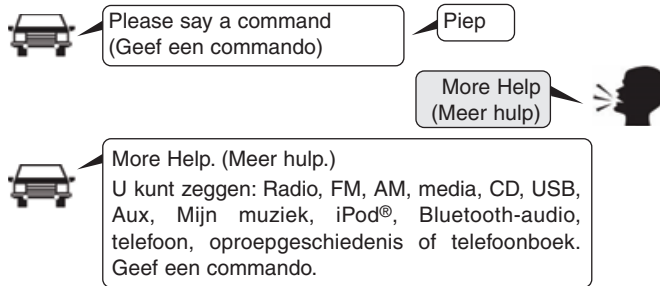 Please say a command
(Geef een commando)
Piep
More Help
(Meer hulp)
More Help. (Meer hulp.)
U kunt zeggen: Radio, FM, AM, media, CD, USB,
Aux, Mijn muziek, iPod®, Bluetooth-audio,
telefoon, oproepgeschiedenis of telefoonboek.
Geef een commando.